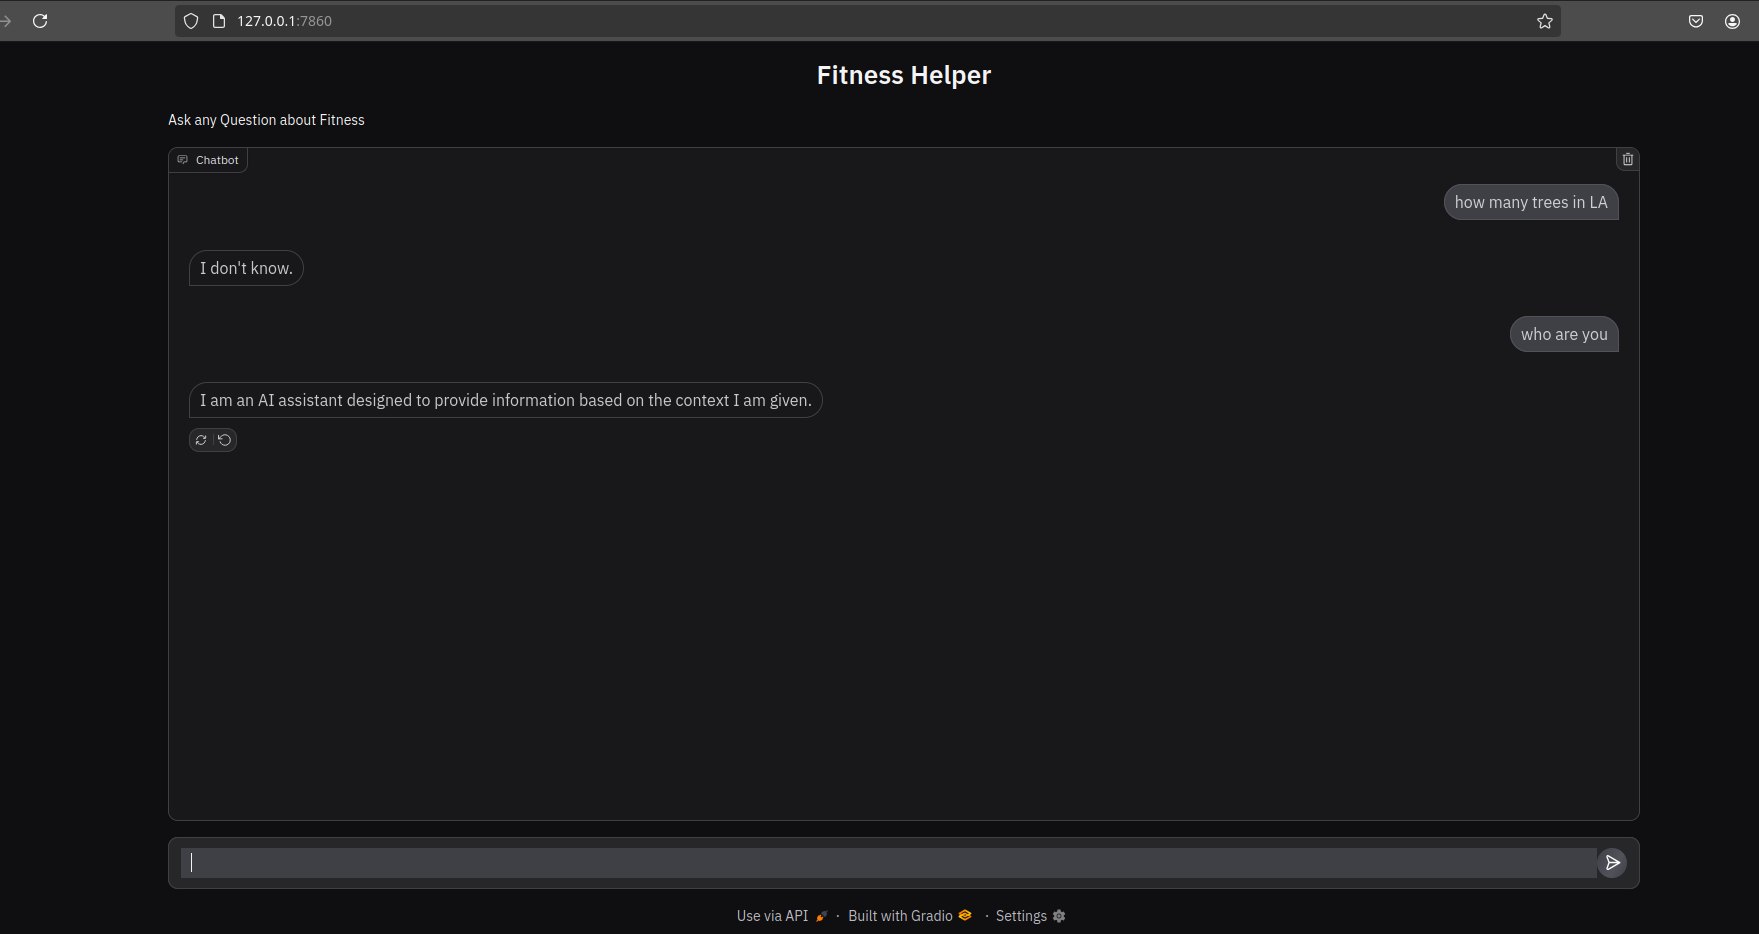 127.0.0.1:7860
Fitness Helper
Ask any Question about Fitness
Chatbot
how many trees in LA
I don't know.
who are you
I am an AI assistant designed to provide information based on the context I am given.
Use via API · Built with Gradio · Settings